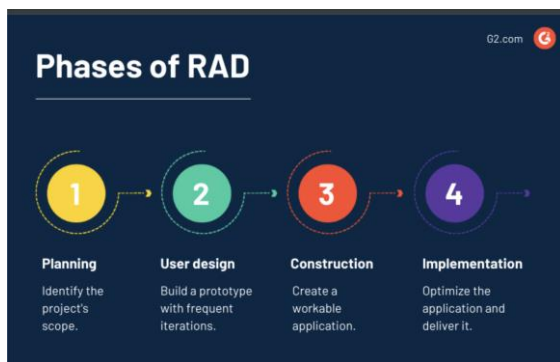 G2.com
Phases of RAD
1
2
3
4
Planning
Identify the
project's
scope.
User design
Build a prototype
with frequent
iterations.
Construction
Create a
workable
application.
Implementation
Optimize the
application and
deliver it.